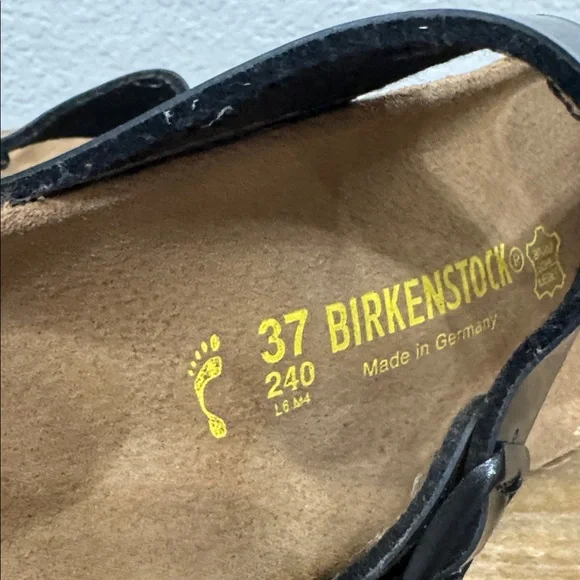 37 BIRKENSTOCK®
240 Made in Germany
L6 M4